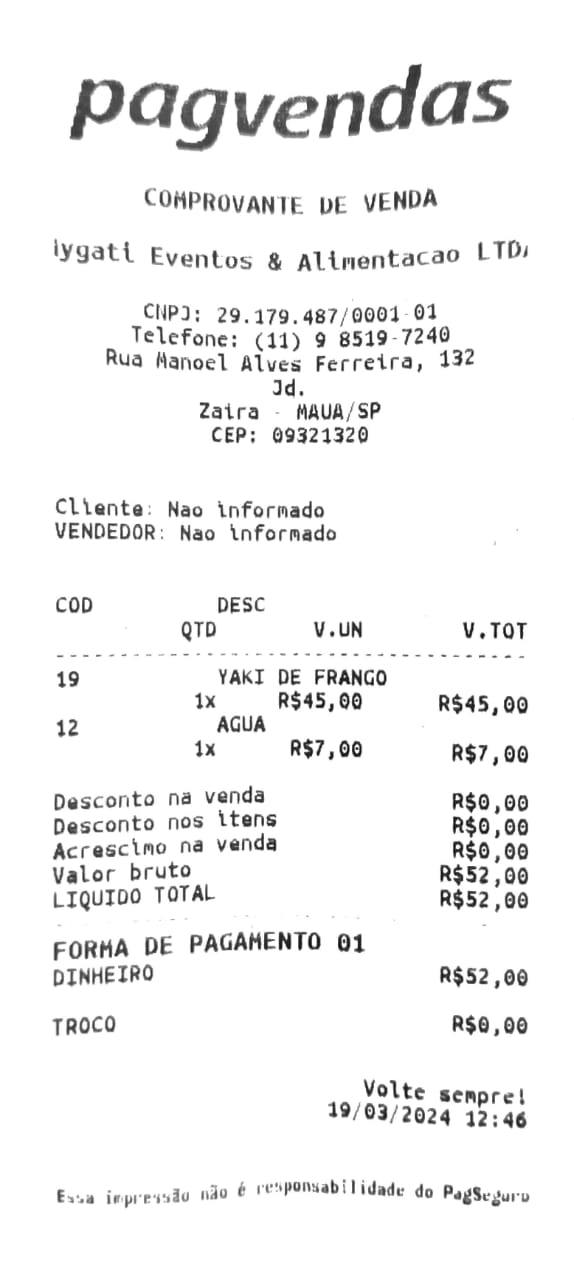 pagvendas
COMPROVANTE DE VENDA
Eventos & Alimentacao
CNPJ: 29.179.487/0001-01
Telefone: (11) 9 8519-7240
Rua Manoel Alves Ferreira, 132
Jd.
Zaira - MAUA/SP
CEP: 09321320
Cliente: Nao informado
VENDEDOR: Nao informado
COD DESC
QTD V.UN V.TOT
19 YAKI DE FRANGO
1x R$45,00 R$45,00
12 AGUA
1x R$7,00 R$7,00
Desconto na venda R$0,00
Desconto nos itens R$0,00
Acrescimo na venda R$0,00
Valor bruto R$52,00
LIQUIDO TOTAL R$52,00
FORMA DE PAGAMENTO 01
DINHEIRO R$52,00
TROCO R$0,00
Volte sempre!
19/03/2024 12:46
Essa impressão não é responsabilidade do PagSeguro